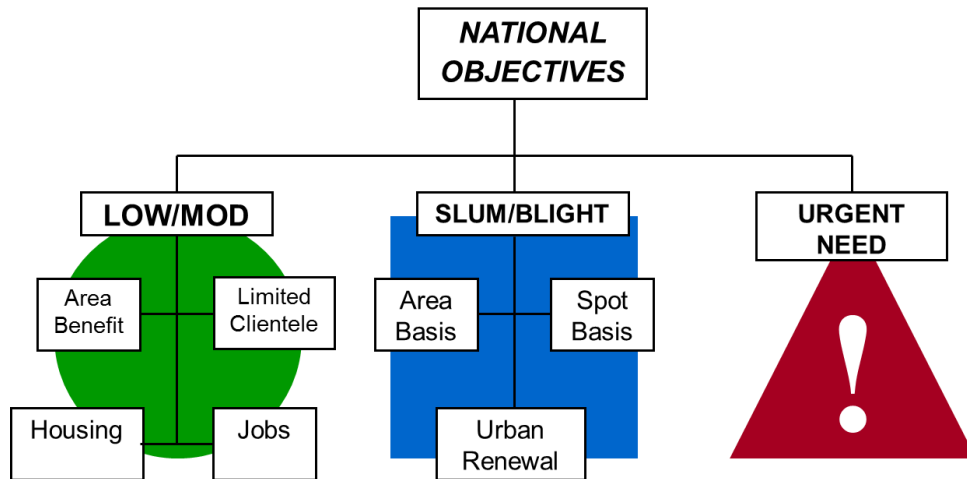 NATIONAL
OBJECTIVES
LOW/MOD
SLUM/BLIGHT
URGENT
NEED
Area
Benefit
Limited
Clientele
Area
Basis
Spot
Basis
Housing
Jobs
Urban
Renewal
!